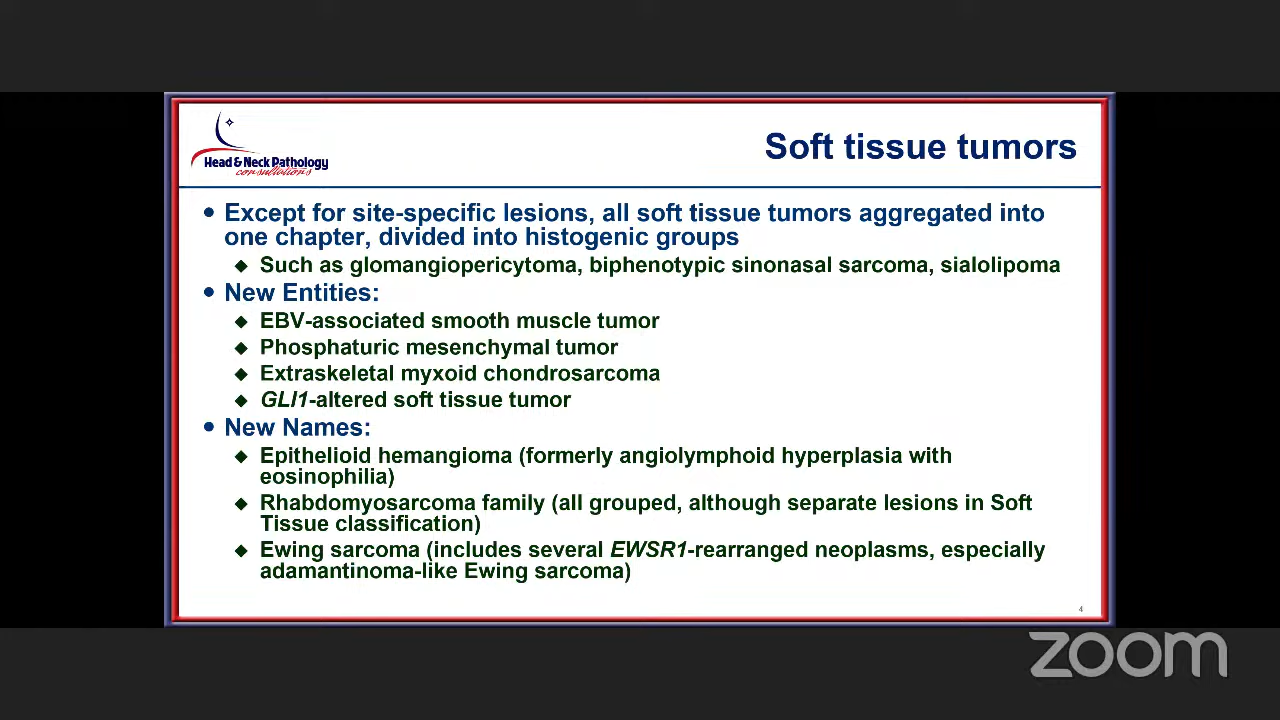 Head & Neck Pathology
consultations
Soft tissue tumors
• Except for site-specific lesions, all soft tissue tumors aggregated into
one chapter, divided into histogenic groups
◆ Such as glomangiopericytoma, biphenotypic sinonasal sarcoma, sialolipoma
• New Entities:
◆ EBV-associated smooth muscle tumor
◆ Phosphaturic mesenchymal tumor
◆ Extraskeletal myxoid chondrosarcoma
◆ GLI1-altered soft tissue tumor
• New Names:
◆ Epithelioid hemangioma (formerly angiolymphoid hyperplasia with
eosinophilia)
◆ Rhabdomyosarcoma family (all grouped, although separate lesions in Soft
Tissue classification)
◆ Ewing sarcoma (includes several EWSR1-rearranged neoplasms, especially
adamantinoma-like Ewing sarcoma)
4
zoom